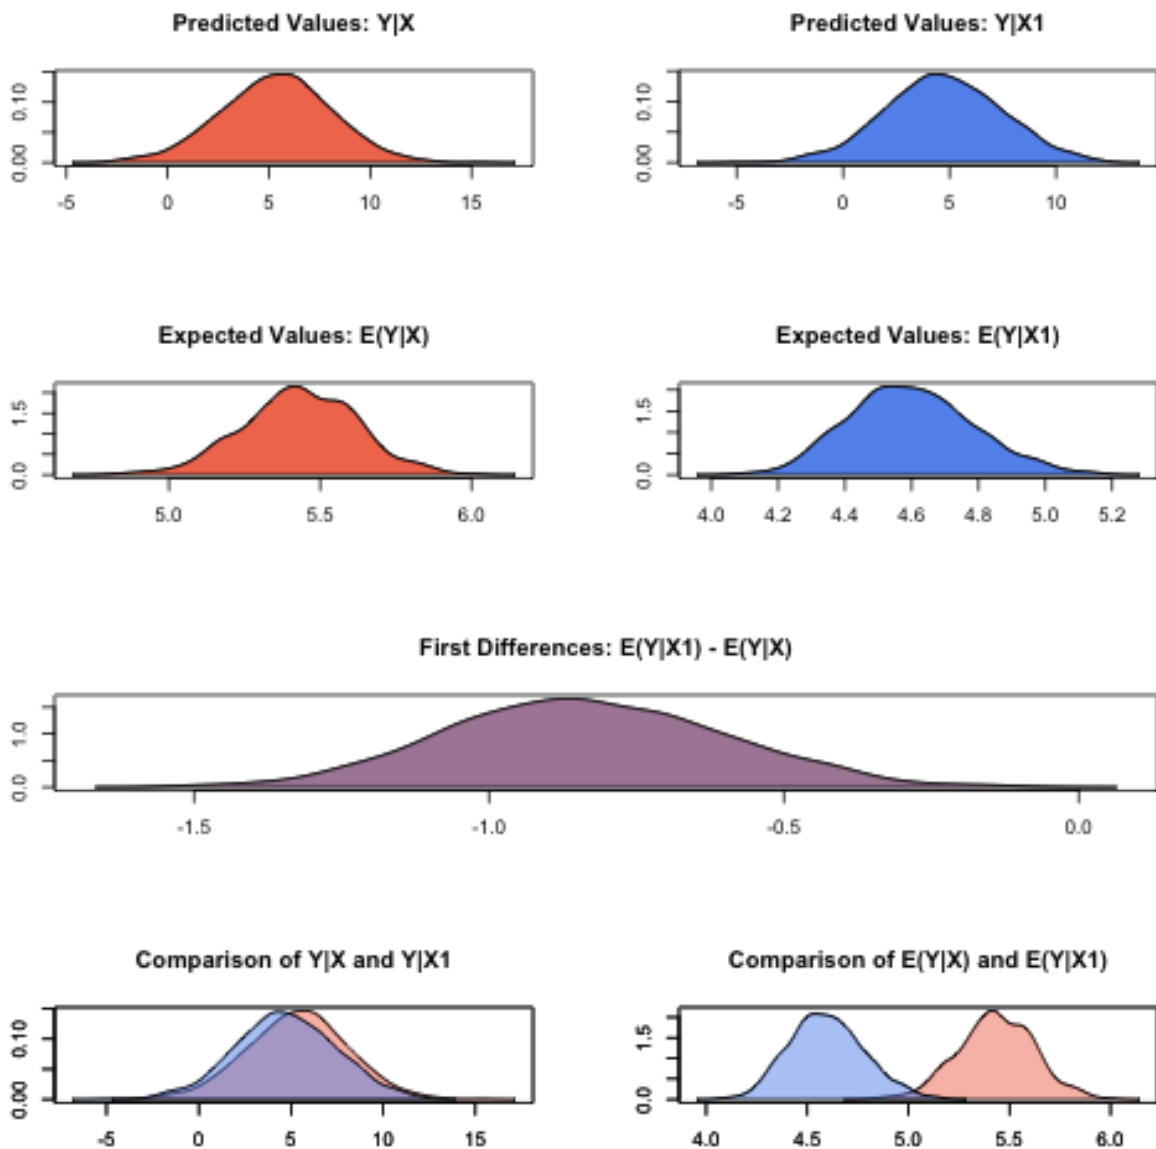 Predicted Values: Y|X
0.00 0.10
-5 0 5 10 15
Predicted Values: Y|X1
0.00 0.10
-5 0 5 10
Expected Values: E(Y|X)
0.0 1.5
5.0 5.5 6.0
Expected Values: E(Y|X1)
0.0 1.5
4.0 4.2 4.4 4.6 4.8 5.0 5.2
First Differences: E(Y|X1) - E(Y|X)
0.0 1.0
-1.5 -1.0 -0.5 0.0
Comparison of Y|X and Y|X1
0.00 0.10
-5 0 5 10 15
Comparison of E(Y|X) and E(Y|X1)
0.0 1.5
4.0 4.5 5.0 5.5 6.0